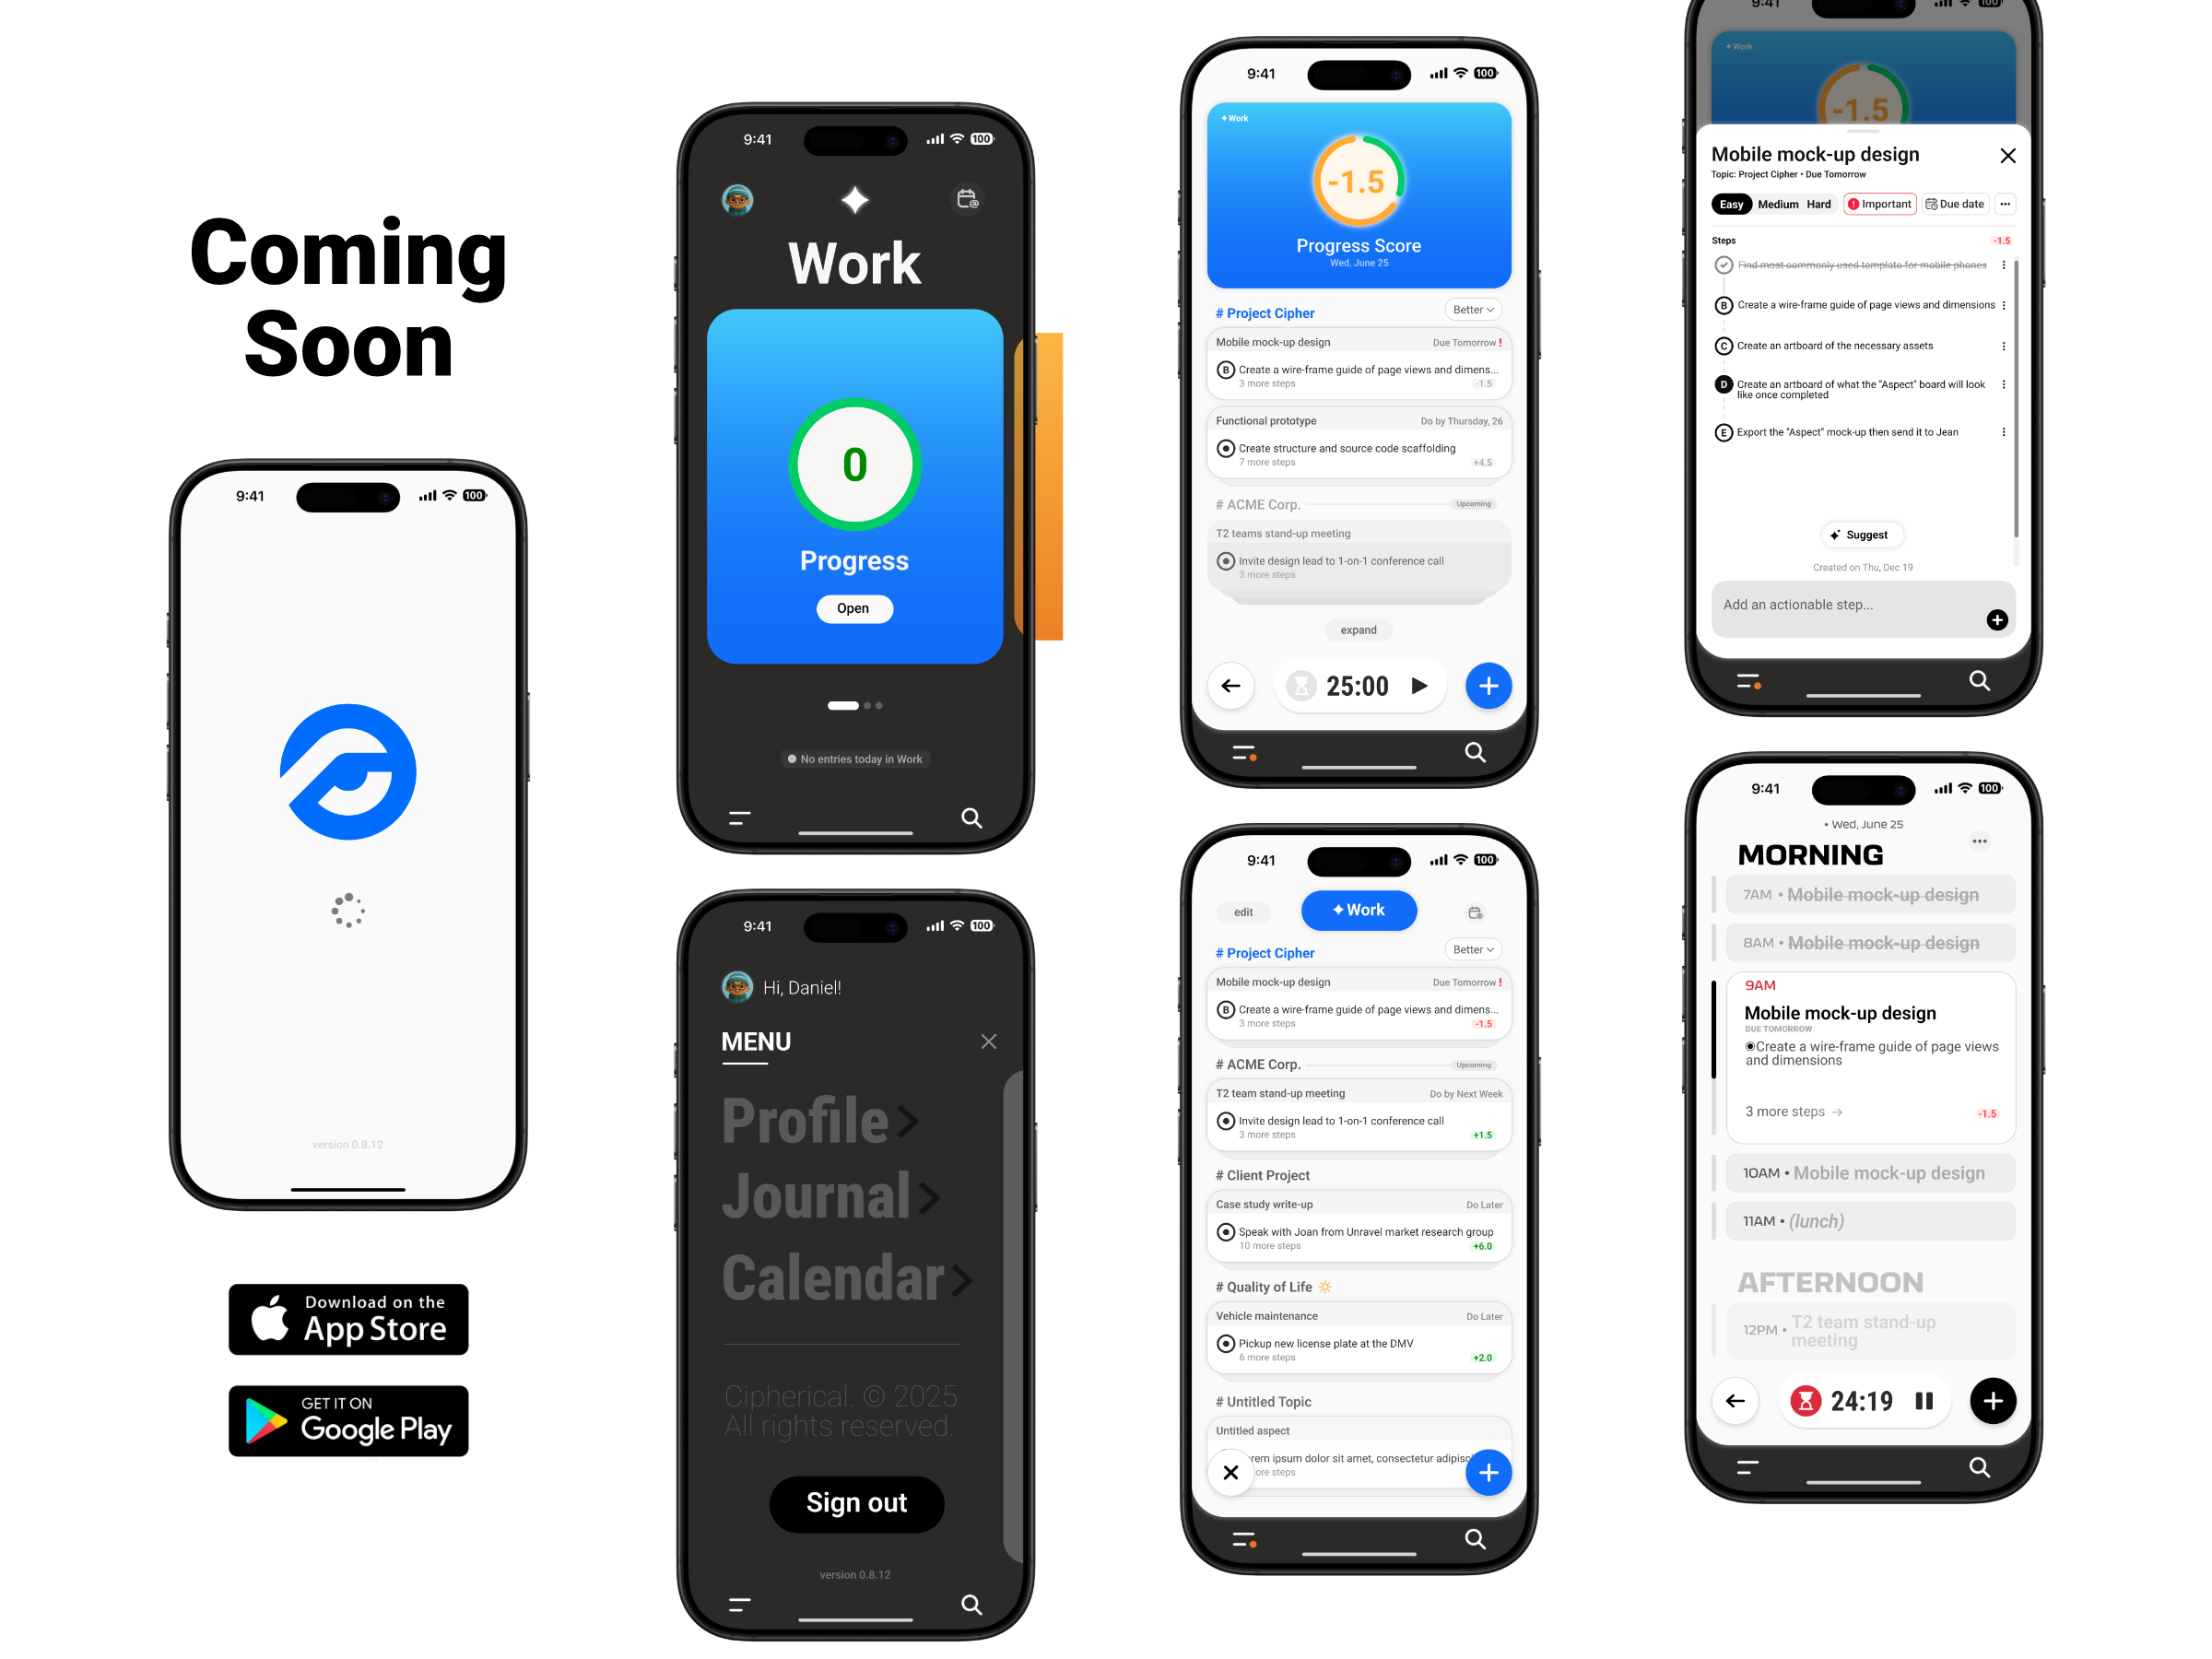 Coming
Soon
9:41
100
version 0.8.12
Download on the
App Store
GET IT ON
Google Play
9:41
100
Work
0
Progress
Open
No entries today in Work
9:41
100
Hi, Daniel!
MENU
Profile
Journal
Calendar
Cipherical. © 2025
All rights reserved.
Sign out
version 0.8.12
9:41
100
Work
-1.5
Progress Score
Wed, June 25
# Project Cipher
Better
Mobile mock-up design
Due Tomorrow !
B Create a wire-frame guide of page views and dimens...
3 more steps
-1.5
Functional prototype
Do by Thursday, 26
Create structure and source code scaffolding
7 more steps
+4.5
# ACME Corp.
Upcoming
T2 teams stand-up meeting
Invite design lead to 1-on-1 conference call
3 more steps
expand
25:00
9:41
100
edit
Work
# Project Cipher
Better
Mobile mock-up design
Due Tomorrow !
B Create a wire-frame guide of page views and dimens...
3 more steps
-1.5
# ACME Corp.
Upcoming
T2 team stand-up meeting
Do by Next Week
Invite design lead to 1-on-1 conference call
3 more steps
+1.5
# Client Project
Case study write-up
Do Later
Speak with Joan from Unravel market research group
10 more steps
+6.0
# Quality of Life
Vehicle maintenance
Do Later
Pickup new license plate at the DMV
6 more steps
+2.0
# Untitled Topic
Untitled aspect
ipsum dolor sit amet, consectetur
steps
9:41
100
Work
-1.5
Mobile mock-up design
Topic: Project Cipher • Due Tomorrow
Easy Medium Hard ! Important Due date
Steps
-1.5
Find most commonly used template for mobile phones
B Create a wire-frame guide of page views and dimensions
C Create an artboard of the necessary assets
D Create an artboard of what the "Aspect" board will look
like once completed
E Export the "Aspect" mock-up then send it to Jean
Suggest
Created on Thu, Dec 19
Add an actionable step...
9:41
100
• Wed, June 25
MORNING
7AM • Mobile mock-up design
8AM • Mobile mock-up design
9AM
Mobile mock-up design
DUE TOMORROW
Create a wire-frame guide of page views
and dimensions
3 more steps →
-1.5
10AM • Mobile mock-up design
11AM • (lunch)
AFTERNOON
12PM • T2 team stand-up
meeting
24:19